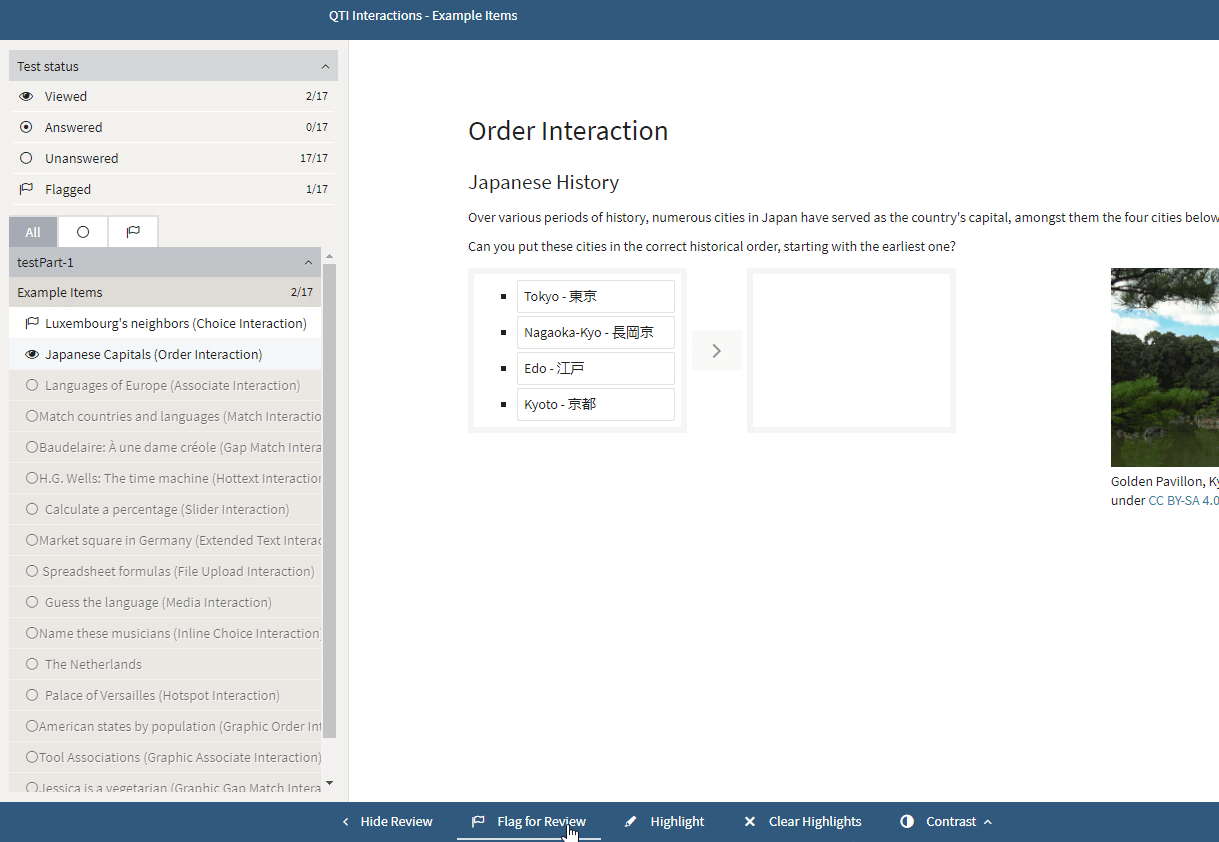 QTI Interactions - Example Items
Test status
Viewed 2/17
Answered 0/17
Unanswered 17/17
Flagged 1/17
All
testPart-1
Example Items 2/17
Luxembourg's neighbors (Choice Interaction)
Japanese Capitals (Order Interaction)
Languages of Europe (Associate Interaction)
Match countries and languages (Match Interactio
Baudelaire: À une dame créole (Gap Match Intera
H.G. Wells: The time machine (Hottext Interaction
Calculate a percentage (Slider Interaction)
Market square in Germany (Extended Text Interac
Spreadsheet formulas (File Upload Interaction)
Guess the language (Media Interaction)
Name these musicians (Inline Choice Interaction)
The Netherlands
Palace of Versailles (Hotspot Interaction)
American states by population (Graphic Order Int
Tool Associations (Graphic Associate Interaction)
Jessica is a vegetarian (Graphic Gap Match Intera
Order Interaction
Japanese History
Over various periods of history, numerous cities in Japan have served as the country's capital, amongst them the four cities below
Can you put these cities in the correct historical order, starting with the earliest one?
Tokyo - 東京
Nagaoka-Kyo - 長岡京
Edo - 江戸
Kyoto - 京都
Golden Pavillon, Ky
under CC BY-SA 4.0
Hide Review
Flag for Review
Highlight
Clear Highlights
Contrast